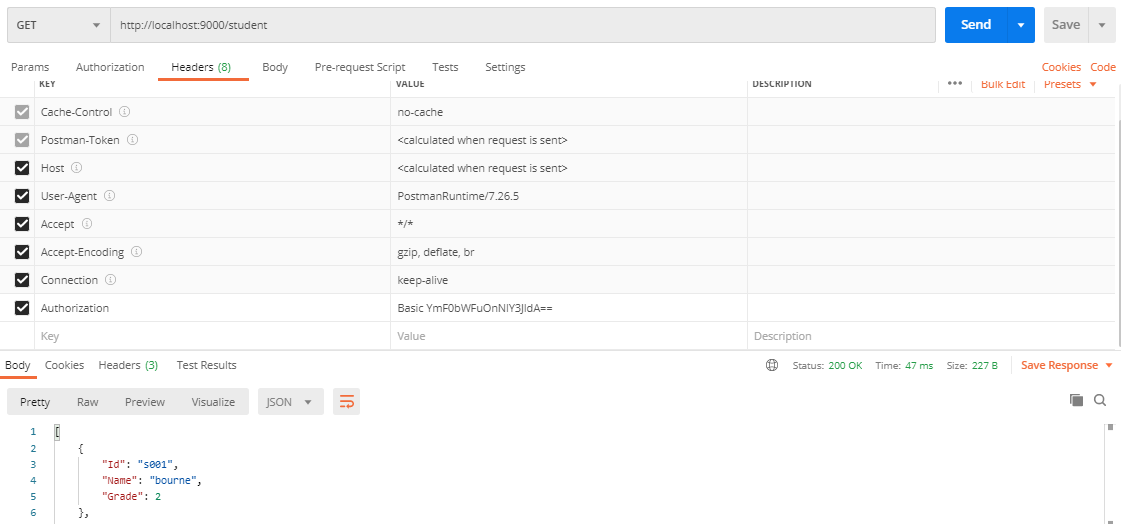 GET http://localhost:9000/student Send Save
Params Authorization Headers (8) Body Pre-request Script Tests Settings Cookies Code
KEY VALUE DESCRIPTION ••• Bulk Edit Presets
Cache-Control no-cache
Postman-Token <calculated when request is sent>
Host <calculated when request is sent>
User-Agent PostmanRuntime/7.26.5
Accept */*
Accept-Encoding gzip, deflate, br
Connection keep-alive
Authorization Basic YmF0bWFuOnNlY3JldA==
Key Value Description
Body Cookies Headers (3) Test Results Status: 200 OK Time: 47 ms Size: 227 B Save Response
Pretty Raw Preview Visualize JSON
1 [
2 {
3 "Id": "s001",
4 "Name": "bourne",
5 "Grade": 2
6 },